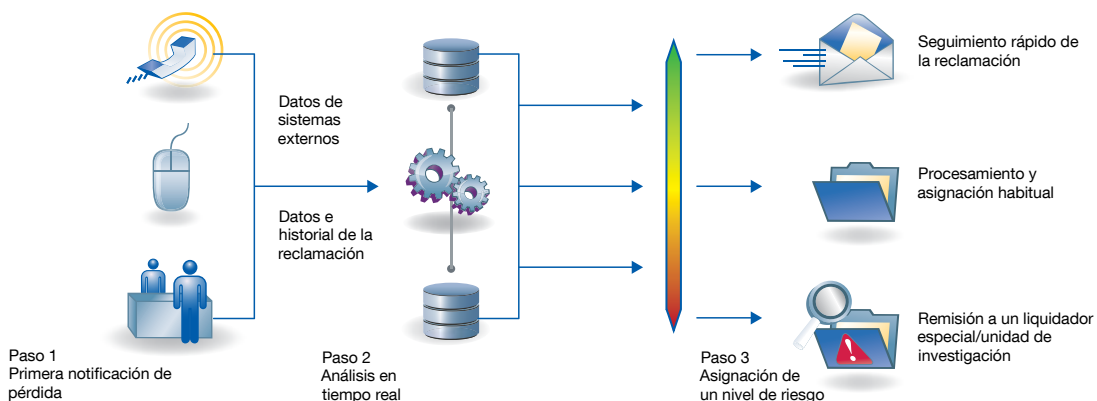 Datos de
sistemas
externos
Datos e
historial de la
reclamación
Paso 1
Primera notificación de
pérdida
Paso 2
Análisis en
tiempo real
Paso 3
Asignación de
un nivel de riesgo
Seguimiento rápido de
la reclamación
Procesamiento y
asignación habitual
Remisión a un liquidador
especial/unidad de
investigación